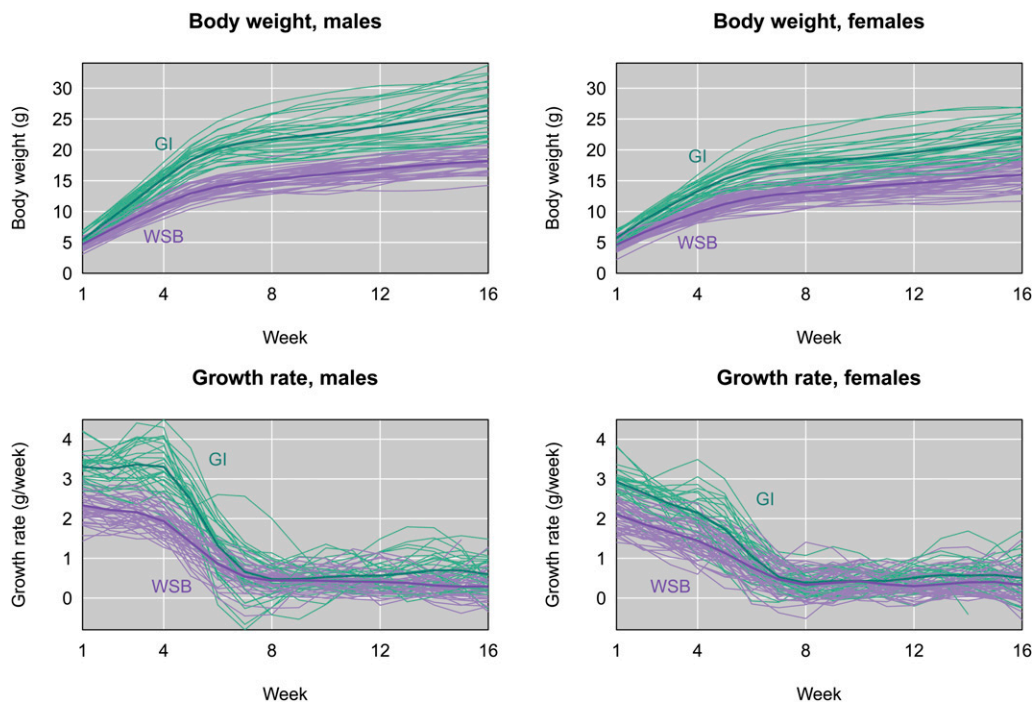 Body weight, males
Body weight, females
Body weight (g)
30
25
20
15
10
5
0
GI
WSB
1
4
8
12
16
Week
Body weight (g)
30
25
20
15
10
5
0
GI
WSB
1
4
8
12
16
Week
Growth rate, males
Growth rate, females
Growth rate (g/week)
4
3
2
1
0
GI
WSB
1
4
8
12
16
Week
Growth rate (g/week)
4
3
2
1
0
GI
WSB
1
4
8
12
16
Week